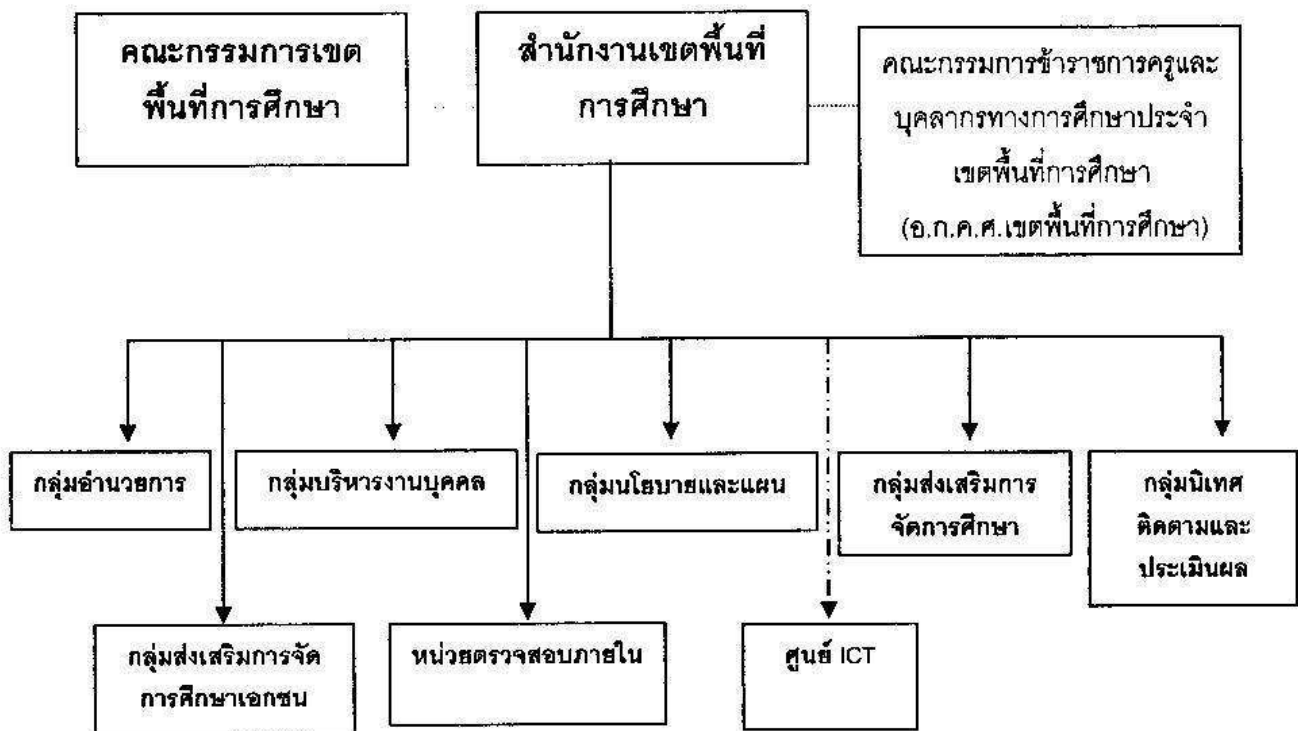 คณะกรรมการเขต
พื้นที่การศึกษา
สำนักงานเขตพื้นที่
การศึกษา
คณะกรรมการข้าราชการครูและ
บุคลากรทางการศึกษาประจำ
เขตพื้นที่การศึกษา
(อ.ก.ค.ศ.เขตพื้นที่การศึกษา)
กลุ่มอำนวยการ
กลุ่มบริหารงานบุคคล
กลุ่มนโยบายและแผน
กลุ่มส่งเสริมการ
จัดการศึกษา
กลุ่มนิเทศ
ติดตามและ
ประเมินผล
กลุ่มส่งเสริมการจัด
การศึกษาเอกชน
หน่วยตรวจสอบภายใน
ศูนย์ ICT